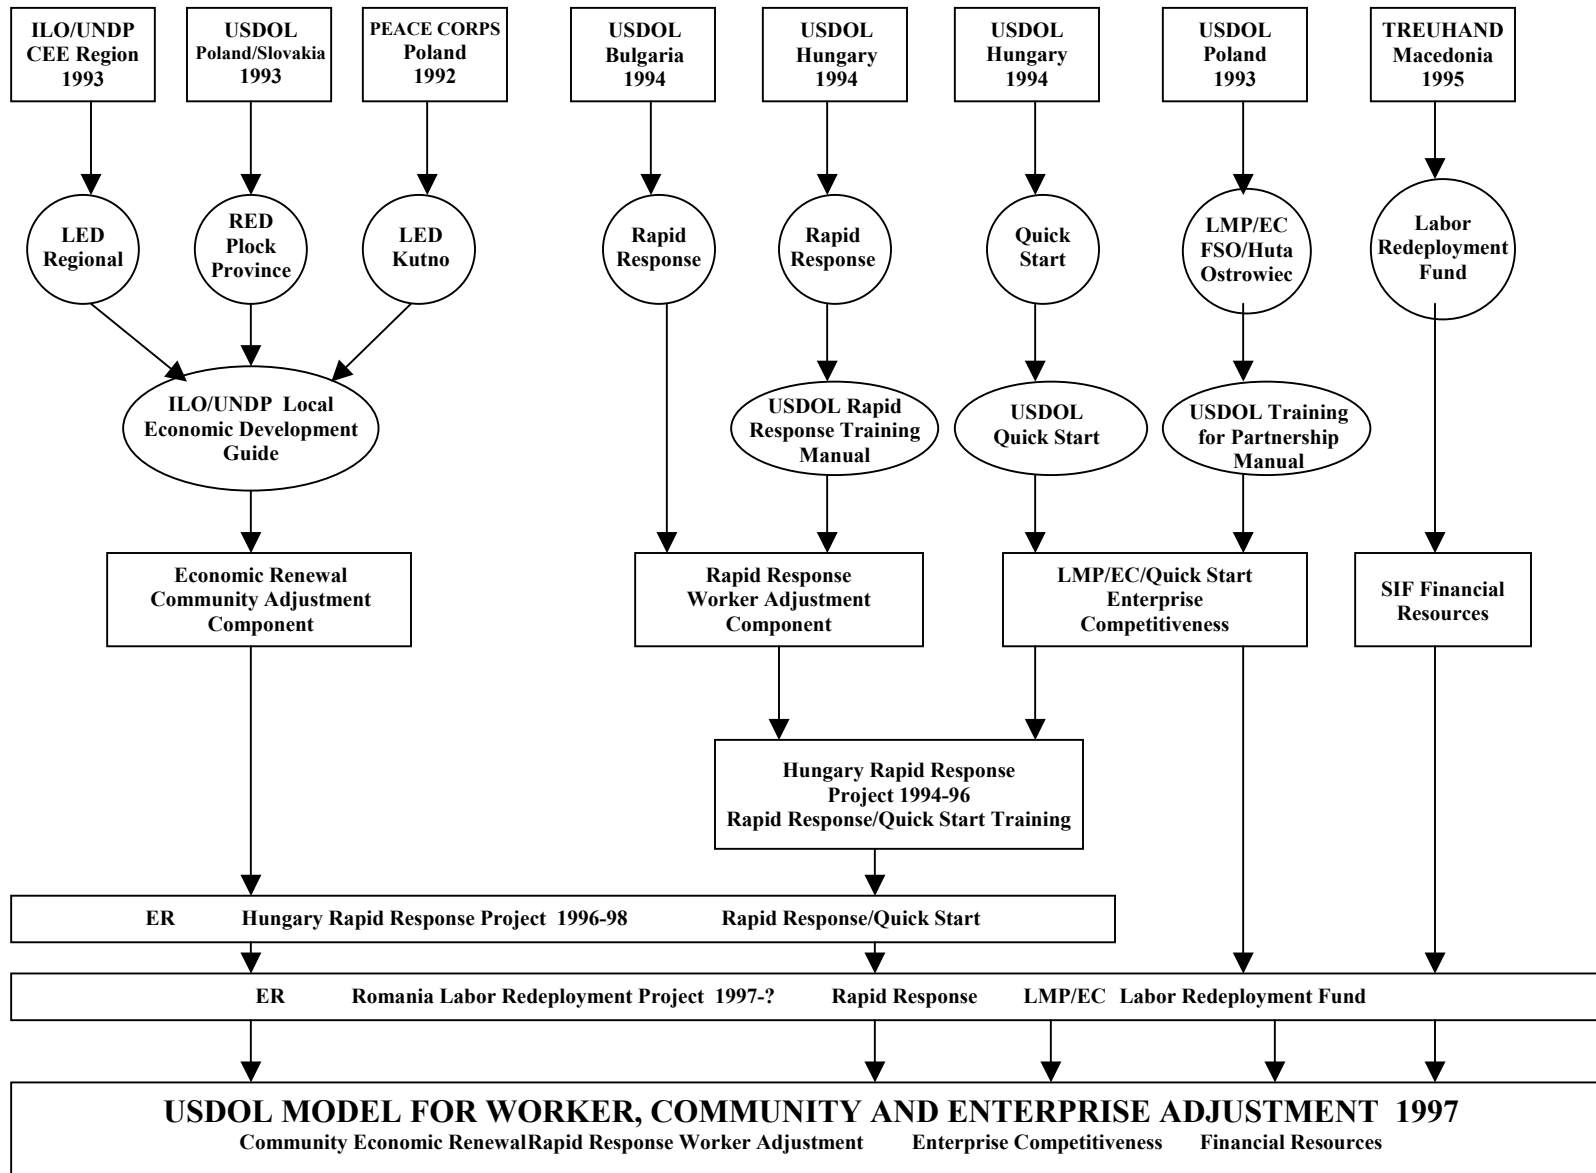 ILO/UNDP
CEE Region
1993
USDOL
Poland/Slovakia
1993
PEACE CORPS
Poland
1992
USDOL
Bulgaria
1994
USDOL
Hungary
1994
USDOL
Hungary
1994
USDOL
Poland
1993
TREUHAND
Macedonia
1995
LED
Regional
RED
Plock
Province
LED
Kutno
Rapid
Response
Rapid
Response
Quick
Start
LMP/EC
FSO/Huta
Ostrowiec
Labor
Redeployment
Fund
ILO/UNDP Local
Economic Development
Guide
USDOL Rapid
Response Training
Manual
USDOL
Quick Start
USDOL Training
for Partnership
Manual
Economic Renewal
Community Adjustment
Component
Rapid Response
Worker Adjustment
Component
LMP/EC/Quick Start
Enterprise
Competitiveness
SIF Financial
Resources
Hungary Rapid Response
Project 1994-96
Rapid Response/Quick Start Training
ER Hungary Rapid Response Project 1996-98 Rapid Response/Quick Start
ER Romania Labor Redeployment Project 1997-? Rapid Response LMP/EC Labor Redeployment Fund
USDOL MODEL FOR WORKER, COMMUNITY AND ENTERPRISE ADJUSTMENT 1997
Community Economic RenewalRapid Response Worker Adjustment Enterprise Competitiveness Financial Resources